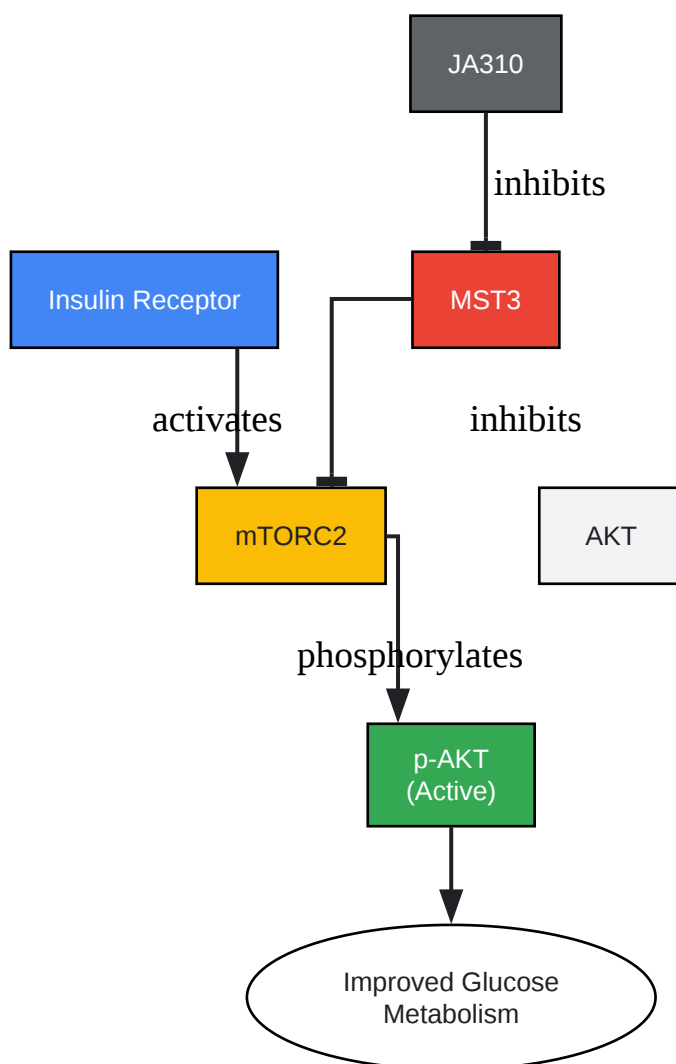 JA310
inhibits
Insulin Receptor
MST3
activates
inhibits
mTORC2
AKT
phosphorylates
p-AKT
(Active)
Improved Glucose
Metabolism